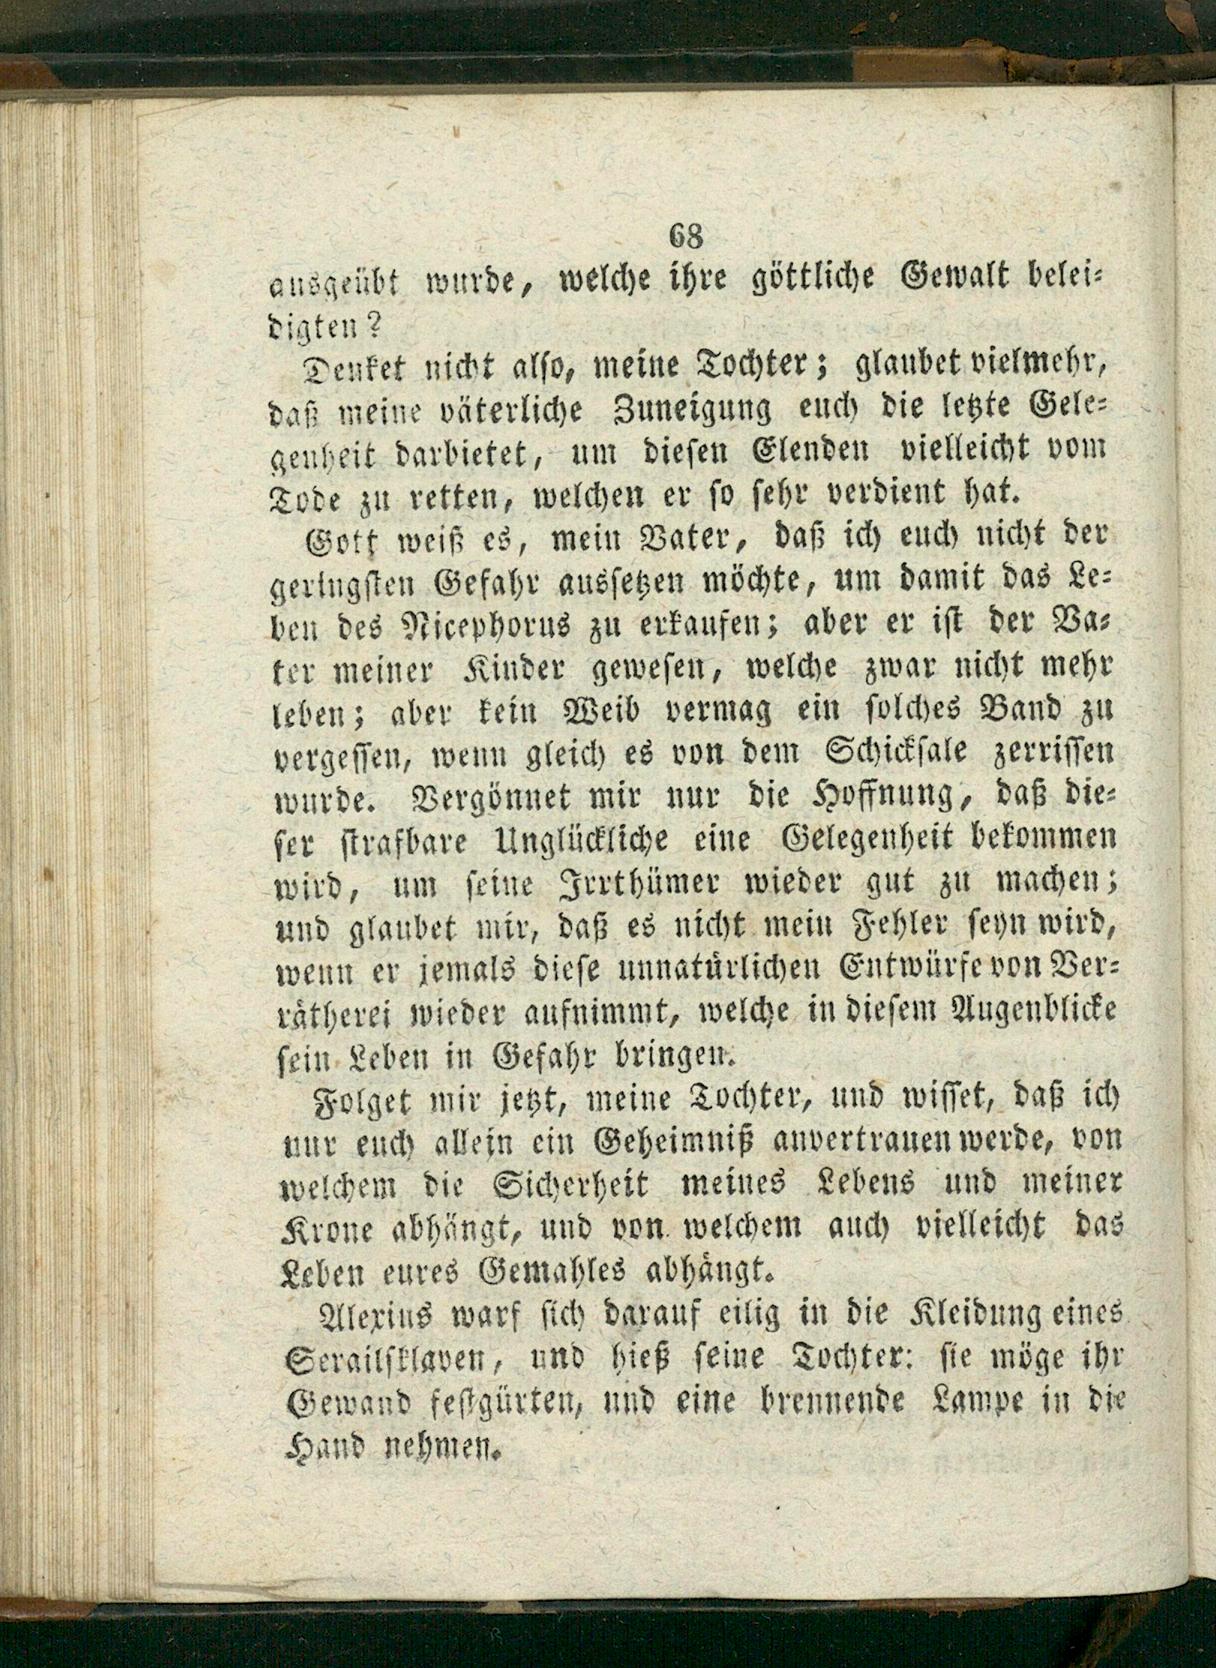 68
ausgeübt wurde, welche ihre göttliche Gewalt belei-
digten?
Denket nicht also, meine Tochter; glaubet vielmehr,
daß meine väterliche Zuneigung euch die letzte Gele-
genheit darbietet, um diesen Elenden vielleicht vom
Tode zu retten, welchen er so sehr verdient hat.
Gott weiß es, mein Vater, daß ich euch nicht der
geringsten Gefahr aussetzen möchte, um damit das Le-
ben des Nicephorus zu erkaufen; aber er ist der Va-
ter meiner Kinder gewesen, welche zwar nicht mehr
leben; aber kein Weib vermag ein solches Band zu
vergessen, wenn gleich es von dem Schicksale zerrissen
wurde. Vergönnet mir nur die Hoffnung, daß die-
ser strafbare Unglückliche eine Gelegenheit bekommen
wird, um seine Irrthümer wieder gut zu machen;
und glaubet mir, daß es nicht mein Fehler seyn wird,
wenn er jemals diese unnatürlichen Entwürfe von Ver-
rätherei wieder aufnimmt, welche in diesem Augenblicke
sein Leben in Gefahr bringen.
Folget mir jetzt, meine Tochter, und wisset, daß ich
nur euch allein ein Geheimniß anvertrauen werde, von
welchem die Sicherheit meines Lebens und meiner
Krone abhängt, und von welchem auch vielleicht das
Leben eures Gemahles abhängt.
Alexius warf sich darauf eilig in die Kleidung eines
Serailsklaven, und hieß seine Tochter: sie möge ihr
Gewand festgürten, und eine brennende Lampe in die
Hand nehmen.